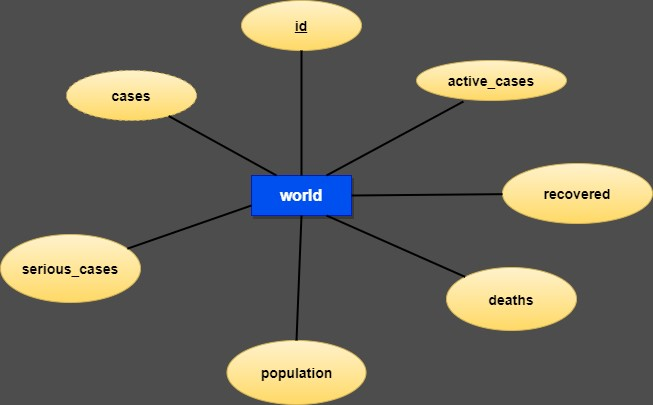 id
active_cases
cases
recovered
world
serious_cases
deaths
population